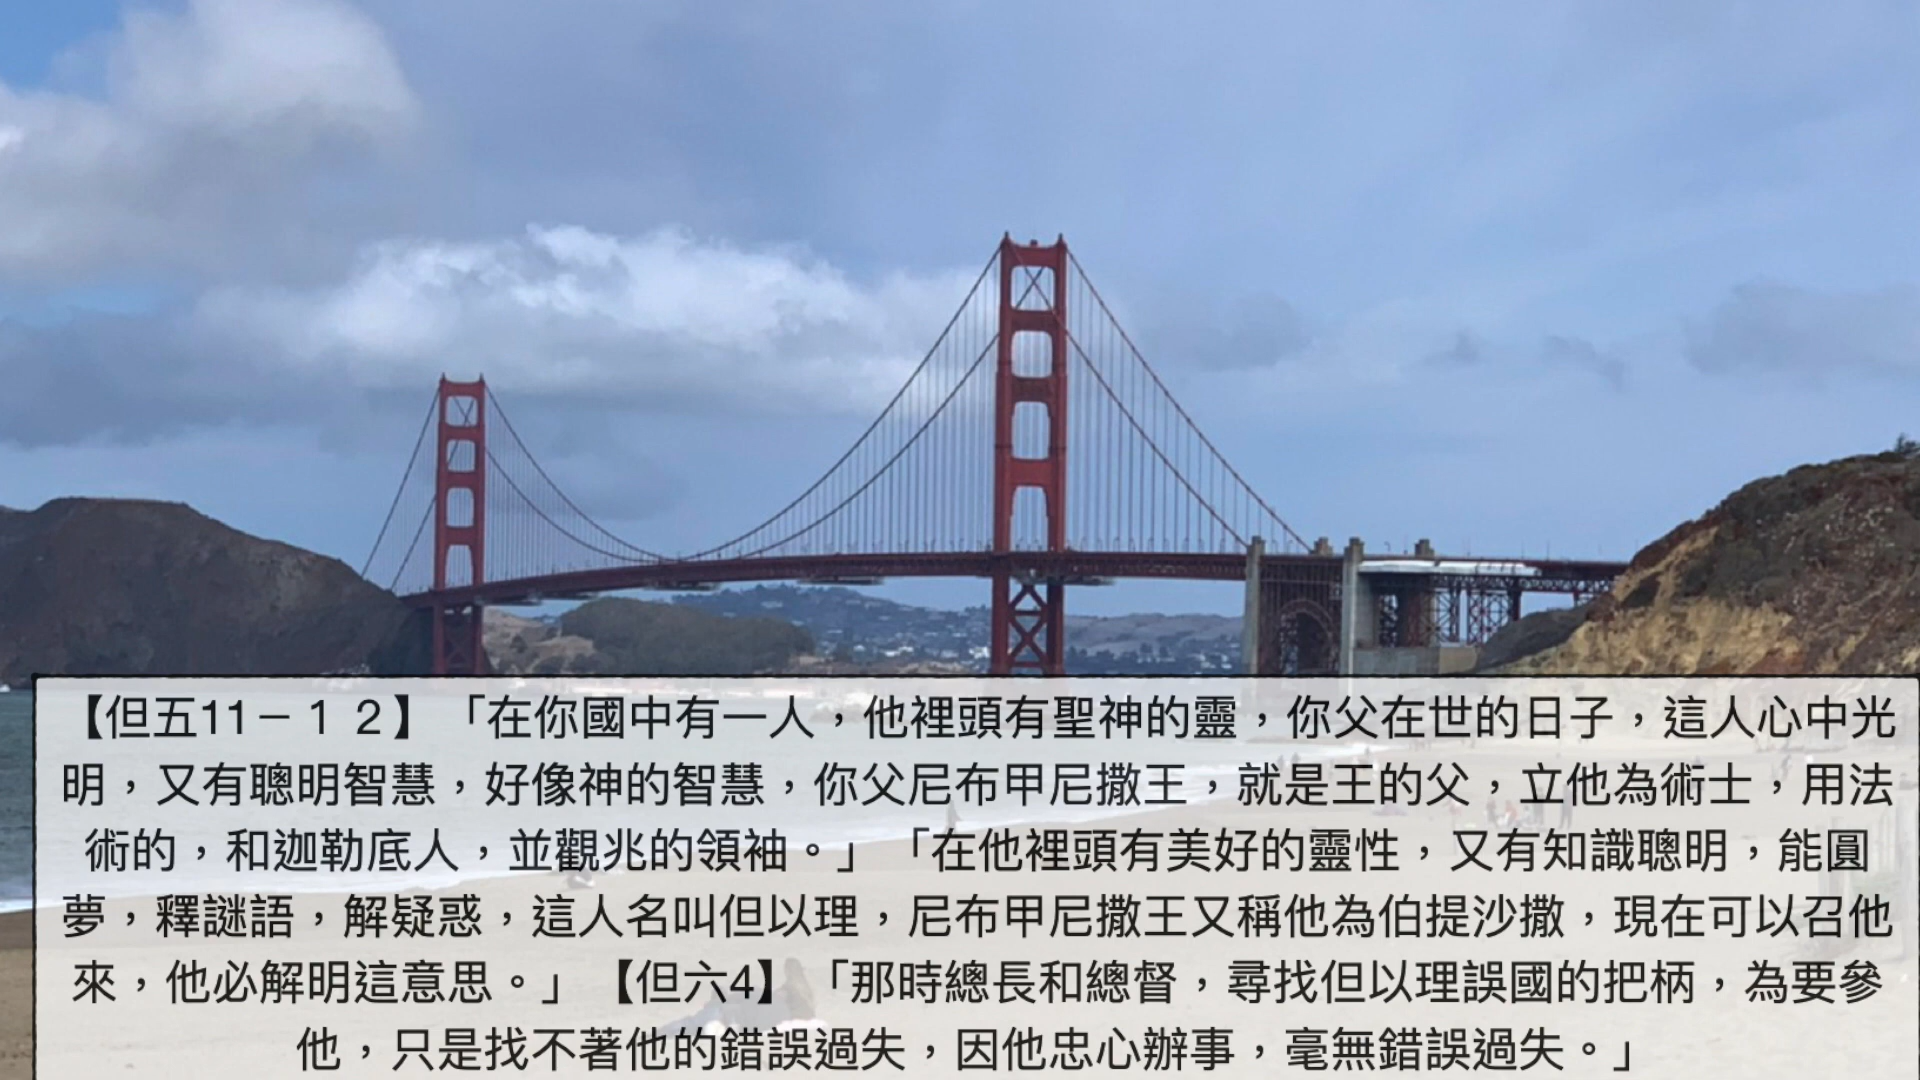 【但五11－１２】「在你國中有一人，他裡頭有聖神的靈，你父在世的日子，這人心中光
明，又有聰明智慧，好像神的智慧，你父尼布甲尼撒王，就是王的父，立他為術士，用法
術的，和迦勒底人，並觀兆的領袖。」「在他裡頭有美好的靈性，又有知識聰明，能圓
夢，釋謎語，解疑惑，這人名叫但以理，尼布甲尼撒王又稱他為伯提沙撒，現在可以召他
來，他必解明這意思。」【但六4】「那時總長和總督，尋找但以理誤國的把柄，為要參
他，只是找不著他的錯誤過失，因他忠心辦事，毫無錯誤過失。」